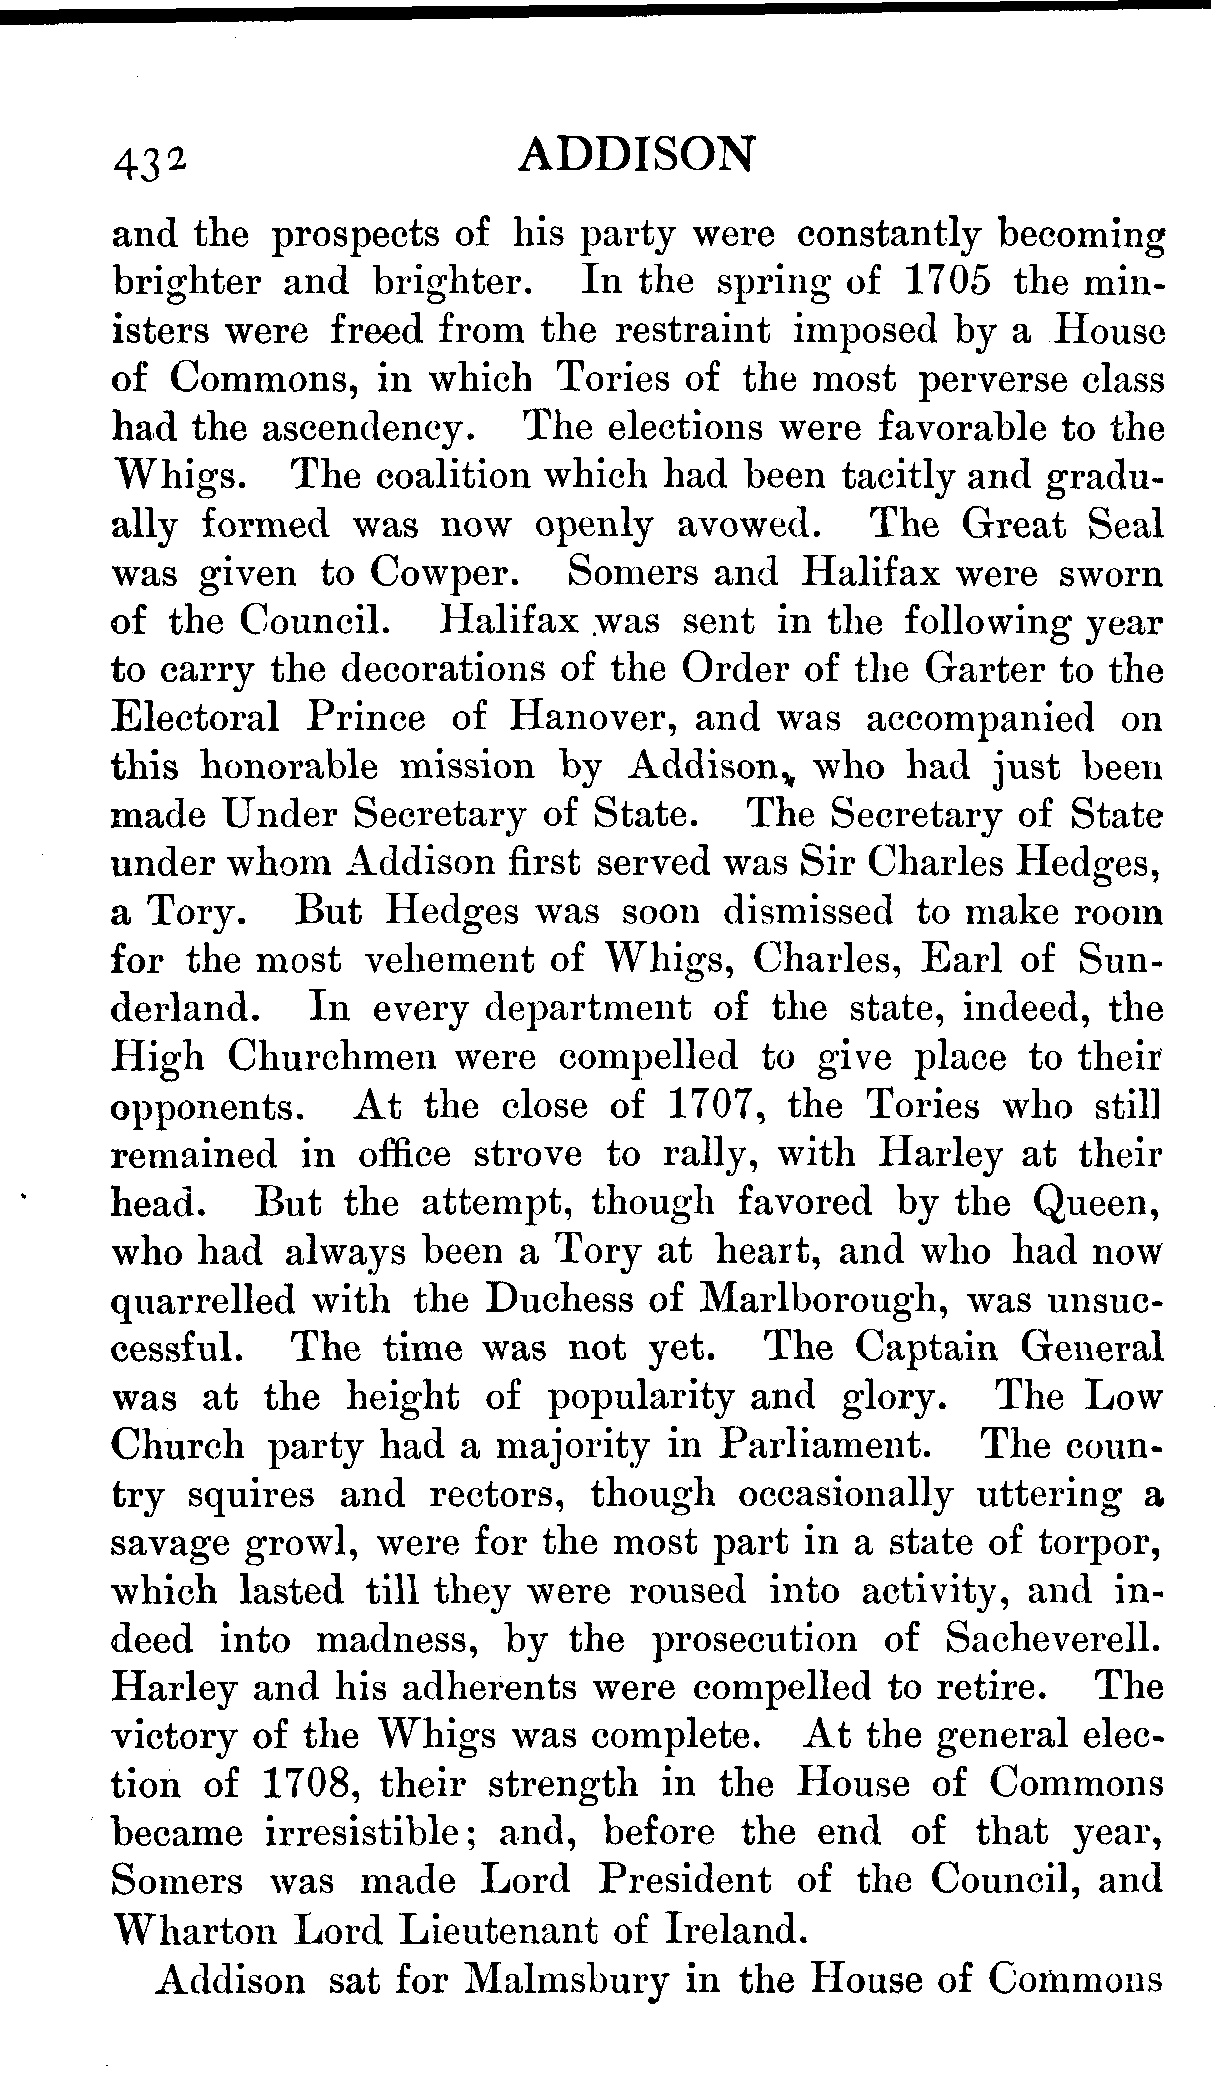 432 ADDISON
and the prospects of his party were constantly becoming
brighter and brighter. In the spring of 1705 the min-
isters were freed from the restraint imposed by a House
of Commons, in which Tories of the most perverse class
had the ascendency. The elections were favorable to the
Whigs. The coalition which had been tacitly and gradu-
ally formed was now openly avowed. The Great Seal
was given to Cowper. Somers and Halifax were sworn
of the Council. Halifax was sent in the following year
to carry the decorations of the Order of the Garter to the
Electoral Prince of Hanover, and was accompanied on
this honorable mission by Addison, who had just been
made Under Secretary of State. The Secretary of State
under whom Addison first served was Sir Charles Hedges,
a Tory. But Hedges was soon dismissed to make room
for the most vehement of Whigs, Charles, Earl of Sun-
derland. In every department of the state, indeed, the
High Churchmen were compelled to give place to their
opponents. At the close of 1707, the Tories who still
remained in office strove to rally, with Harley at their
head. But the attempt, though favored by the Queen,
who had always been a Tory at heart, and who had now
quarrelled with the Duchess of Marlborough, was unsuc-
cessful. The time was not yet. The Captain General
was at the height of popularity and glory. The Low
Church party had a majority in Parliament. The coun-
try squires and rectors, though occasionally uttering a
savage growl, were for the most part in a state of torpor,
which lasted till they were roused into activity, and in-
deed into madness, by the prosecution of Sacheverell.
Harley and his adherents were compelled to retire. The
victory of the Whigs was complete. At the general elec-
tion of 1708, their strength in the House of Commons
became irresistible; and, before the end of that year,
Somers was made Lord President of the Council, and
Wharton Lord Lieutenant of Ireland.
Addison sat for Malmsbury in the House of Commons